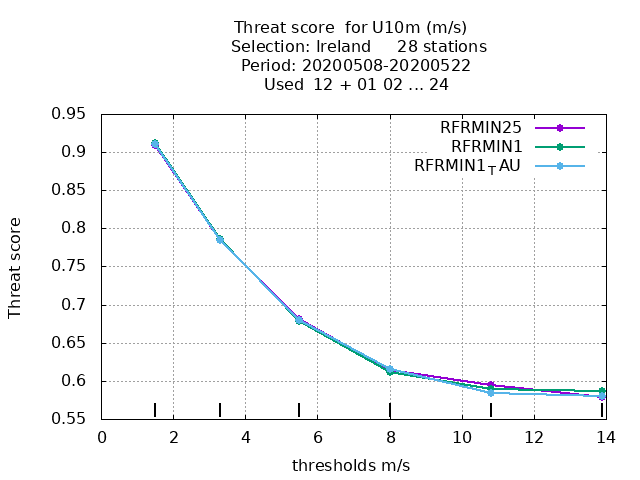 Threat score  for U10m (m/s)
Selection: Ireland     28 stations
Period: 20200508-20200522
Used  12 + 01 02 ... 24
0.95
0.9
0.85
0.8
0.75
0.7
0.65
0.6
0.55
Threat score
RFRMIN25
RFRMIN1
RFRMIN1TAU
0 2 4 6 8 10 12 14
thresholds m/s